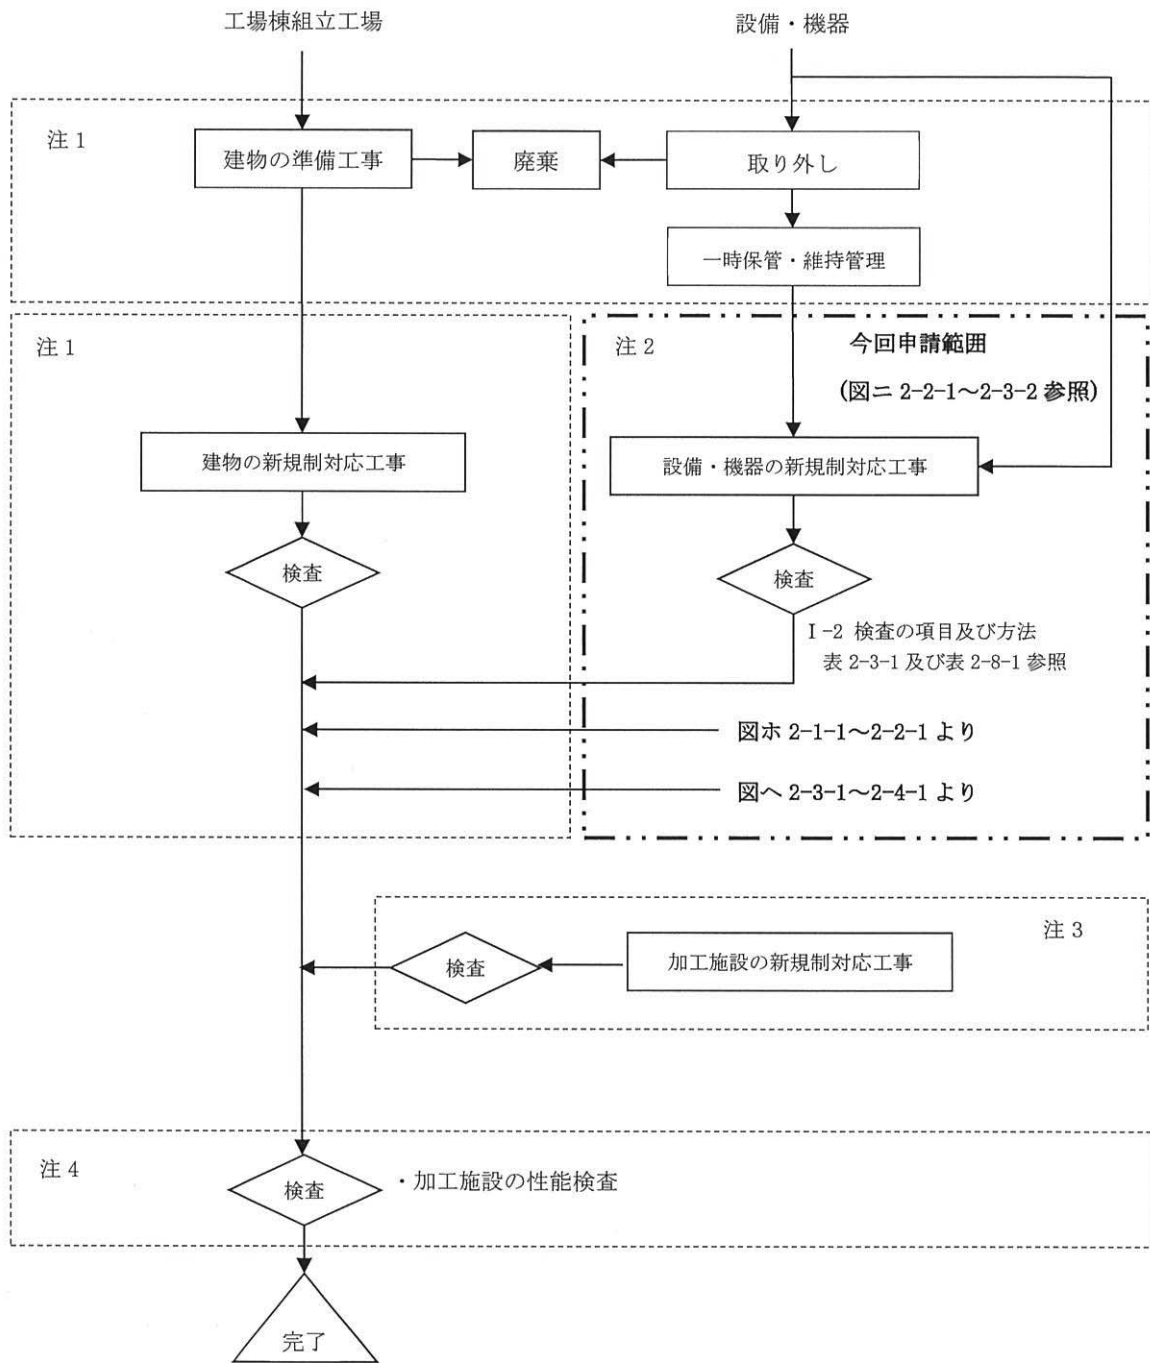 工場棟組立工場
設備・機器
注1
建物の準備工事
廃棄
取り外し
一時保管・維持管理
注1
注2
今回申請範囲
(図ニ 2-2-1～2-3-2 参照)
建物の新規制対応工事
設備・機器の新規制対応工事
検査
検査
Ⅰ-2 検査の項目及び方法
表 2-3-1 及び表 2-8-1 参照
図ホ 2-1-1～2-2-1 より
図ヘ 2-3-1～2-4-1 より
注3
検査
加工施設の新規制対応工事
注4
検査
・加工施設の性能検査
完了